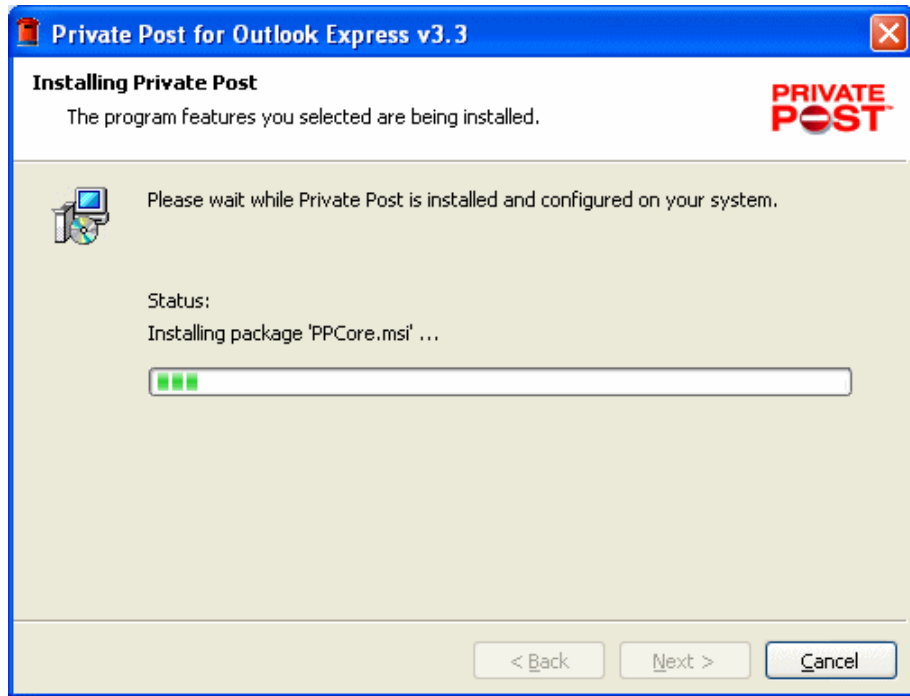 Private Post for Outlook Express v3.3
Installing Private Post
The program features you selected are being installed.
PRIVATE
POST™
Please wait while Private Post is installed and configured on your system.
Status:
Installing package 'PPCore.msi' ...
< Back Next > Cancel